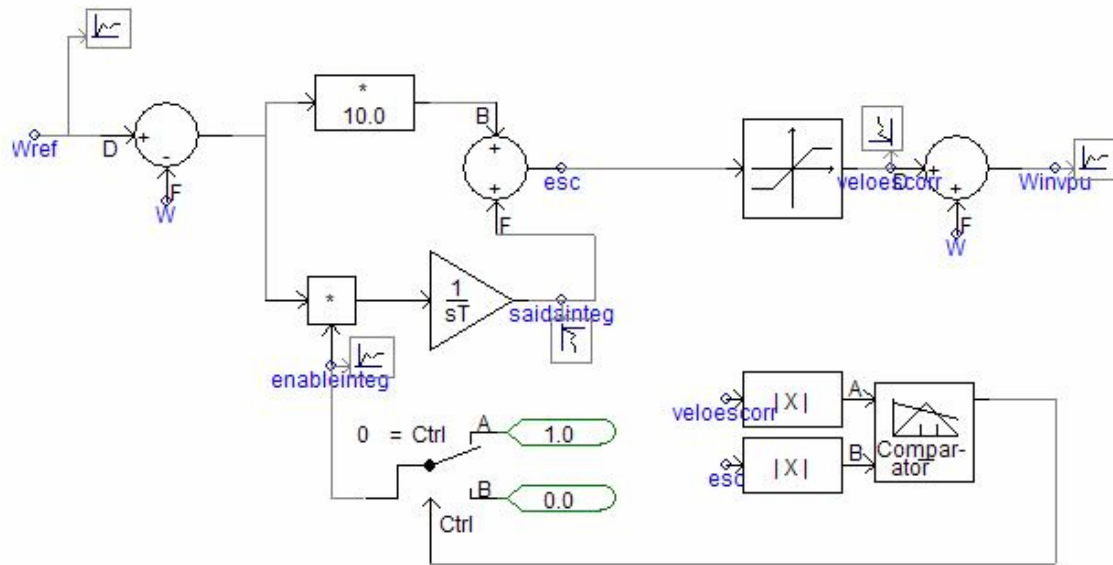 *
10.0
B
Wref
D
+
-
F
W
+
+
esc
F
veloescorr
D
+
+
Winvpu
F
W
*
1
sT
saidainteg
enableinteg
0 = Ctrl
A
1.0
B
0.0
Ctrl
veloescorr
|X|
A
esc
|X|
B
Compar-
ator